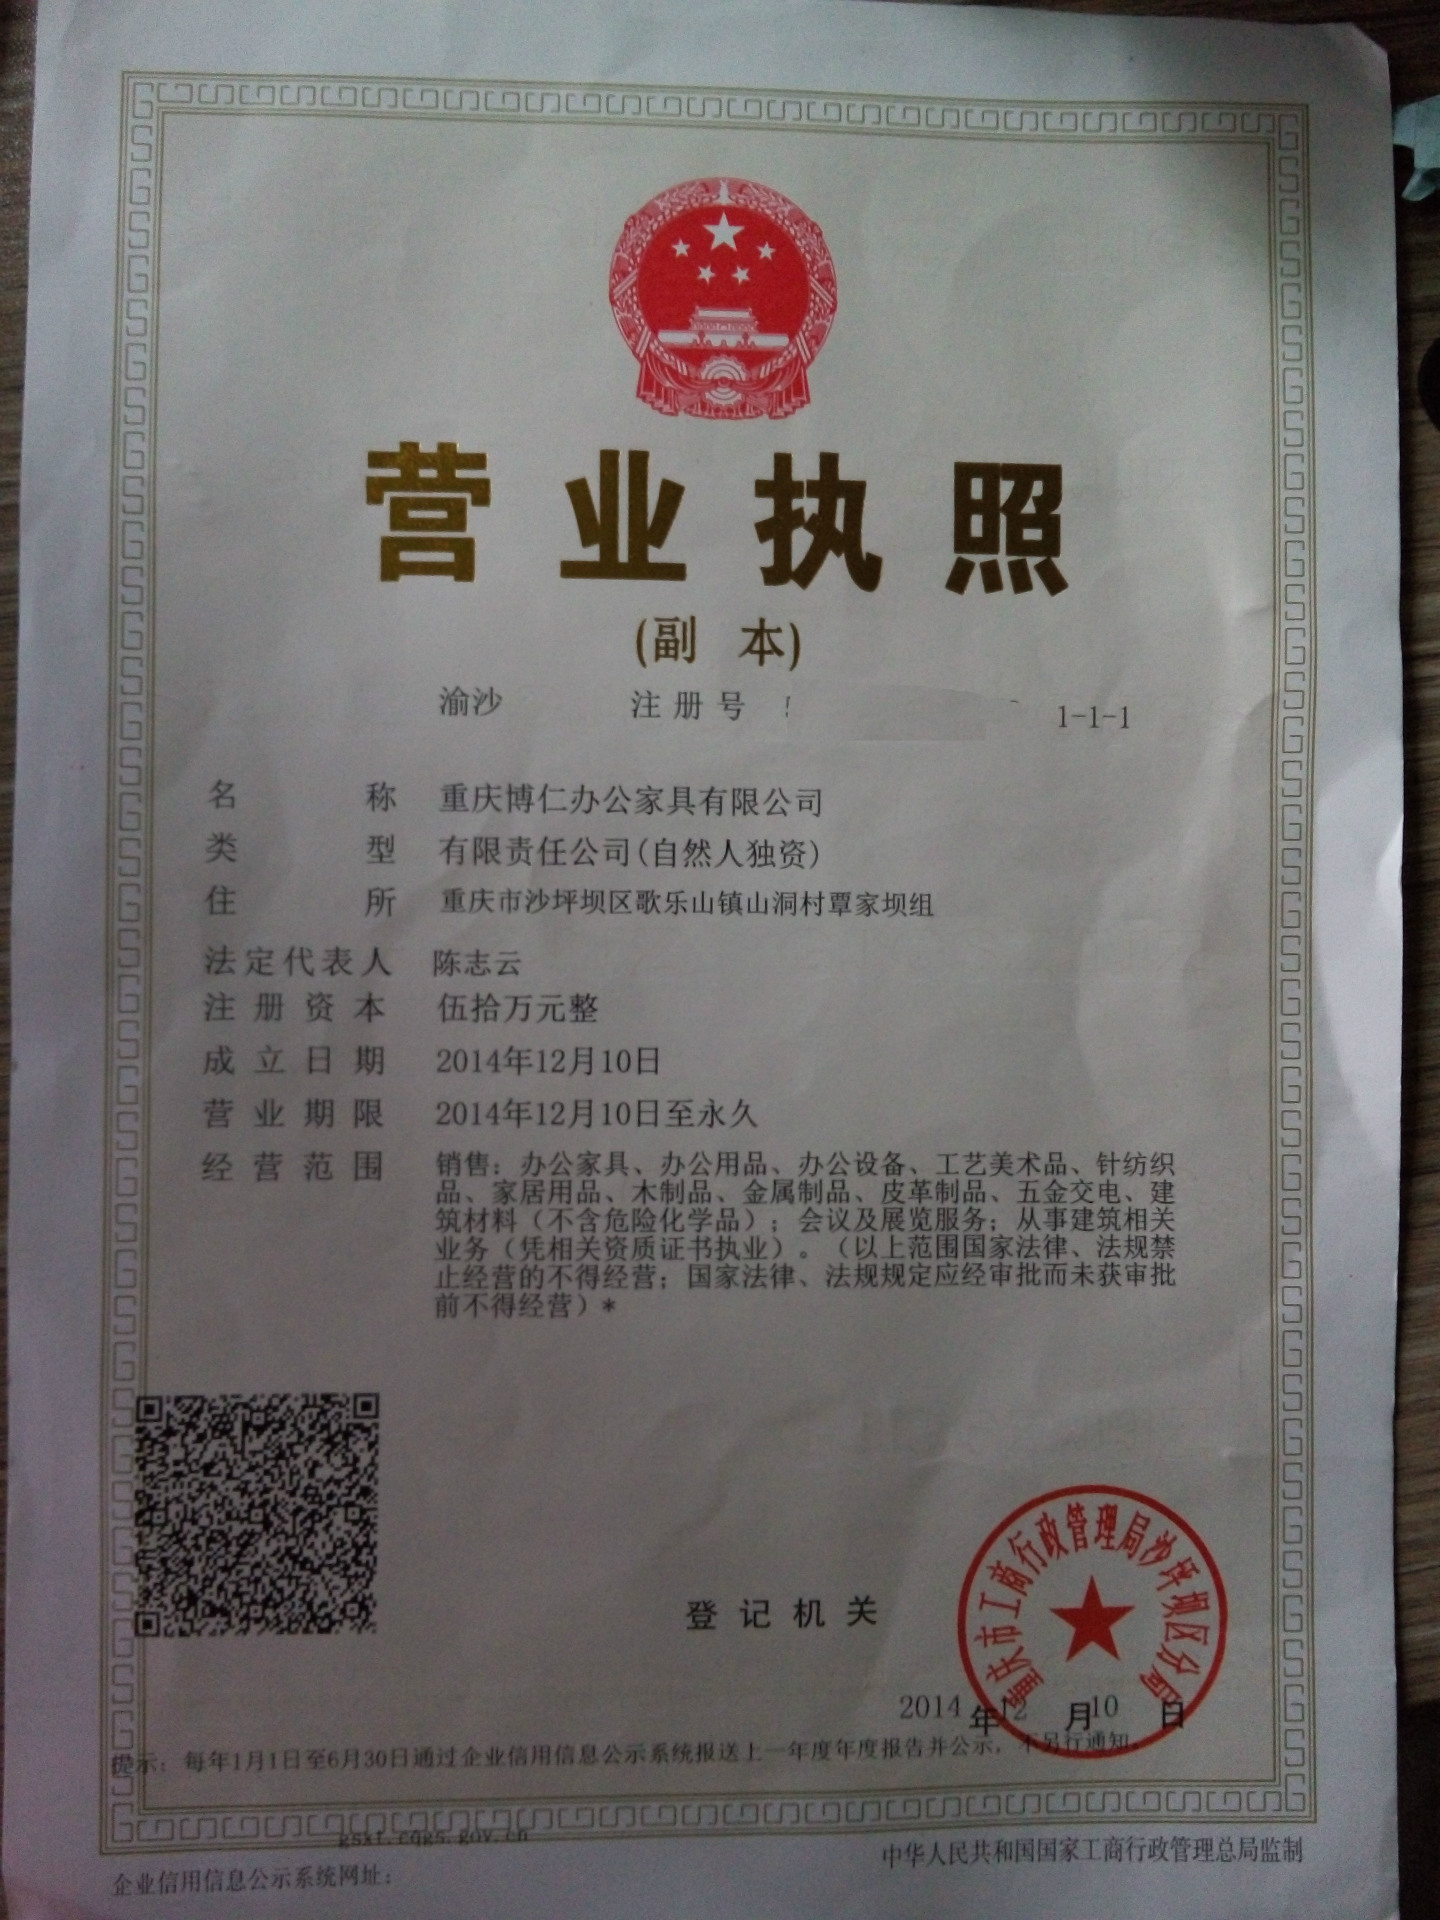 营业执照
(副 本)
渝沙 注册号 1-1-1
名称 重庆博仁办公家具有限公司
类型 有限责任公司(自然人独资)
住所 重庆市沙坪坝区歌乐山镇山洞村覃家坝组
法定代表人 陈志云
注册资本 伍拾万元整
成立日期 2014年12月10日
营业期限 2014年12月10日至永久
经营范围 销售：办公家具、办公用品、办公设备、工艺美术品、针纺织
品、家居用品、木制品、金属制品、皮革制品、五金交电、建
筑材料（不含危险化学品）；会议及展览服务；从事建筑相关
业务（凭相关资质证书执业）。（以上范围国家法律、法规禁
止经营的不得经营；国家法律、法规规定应经审批而未获审批
前不得经营）*
重庆市工商行政管理局沙坪坝区分局
登记机关
2014年12月10日
提示：每年1月1日至6月30日通过企业信用信息公示系统报送上一年度年度报告并公示，不另行通知。
gsxt.cqgs.gov.cn
企业信用信息公示系统网址：
中华人民共和国国家工商行政管理总局监制